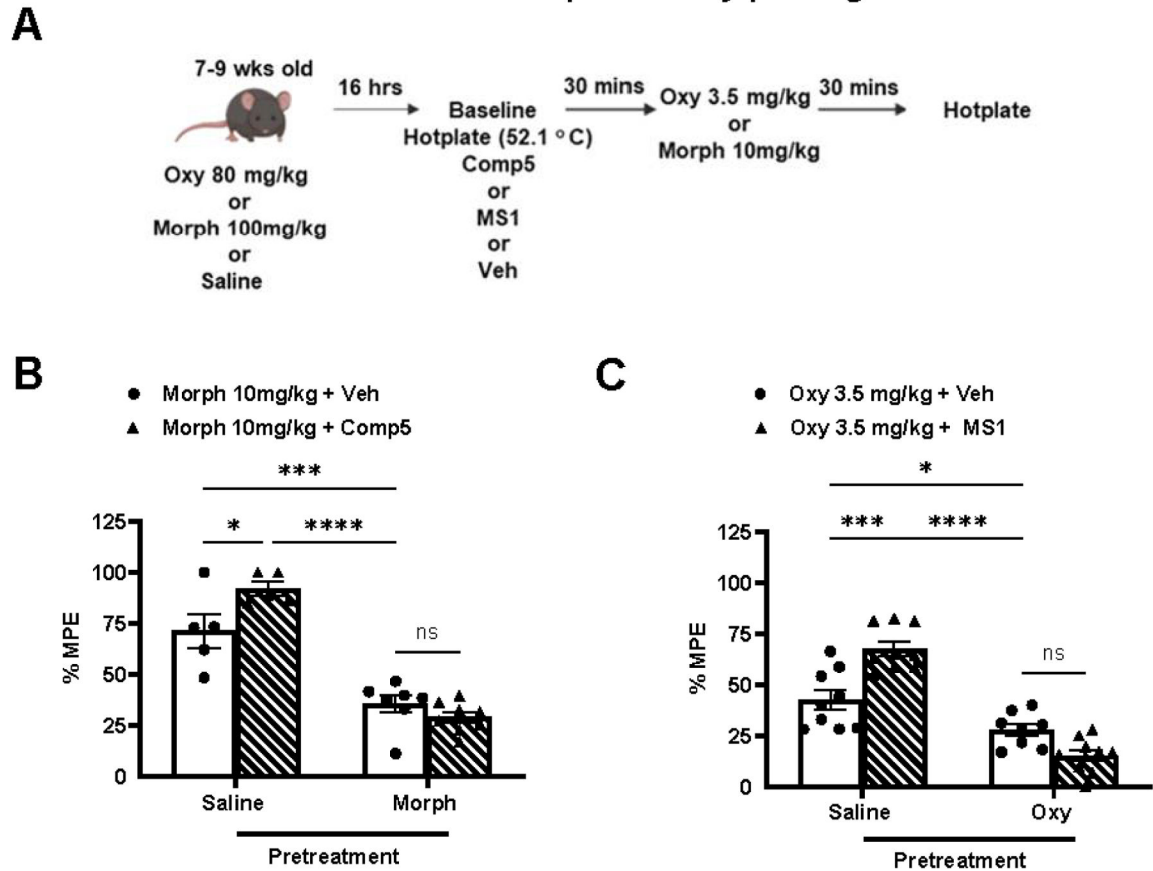 A
7-9 wks old
16 hrs
30 mins
30 mins
Baseline
Hotplate (52.1 °C)
Comp5
or
MS1
or
Veh
Oxy 3.5 mg/kg
or
Morph 10mg/kg
Hotplate
Oxy 80 mg/kg
or
Morph 100mg/kg
or
Saline
B
Morph 10mg/kg + Veh
Morph 10mg/kg + Comp5
***
* ****
ns
125
100
75
50
25
0
% MPE
Saline Morph
Pretreatment
C
Oxy 3.5 mg/kg + Veh
Oxy 3.5 mg/kg + MS1
*
*** ****
ns
125
100
75
50
25
0
% MPE
Saline Oxy
Pretreatment